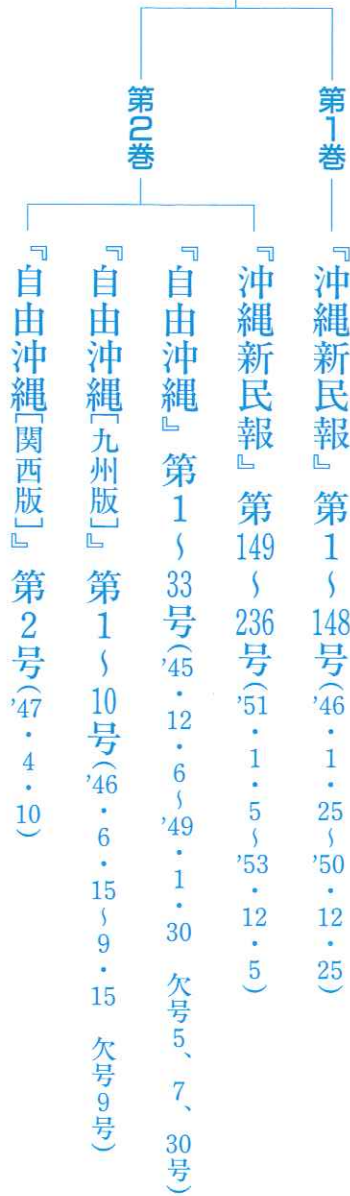 第1巻
『沖縄新民報』 第1〜148号（'46・1・25〜'50・12・25）
第2巻
『沖縄新民報』 第149〜236号（'51・1・5〜'53・12・5）
『自由沖縄』 第1〜33号（'45・12・6〜'49・1・30 欠号5、7、30号）
『自由沖縄［九州版］』 第1〜10号（'46・6・15〜9・15 欠号9号）
『自由沖縄［関西版］』 第2号（'47・4・10）